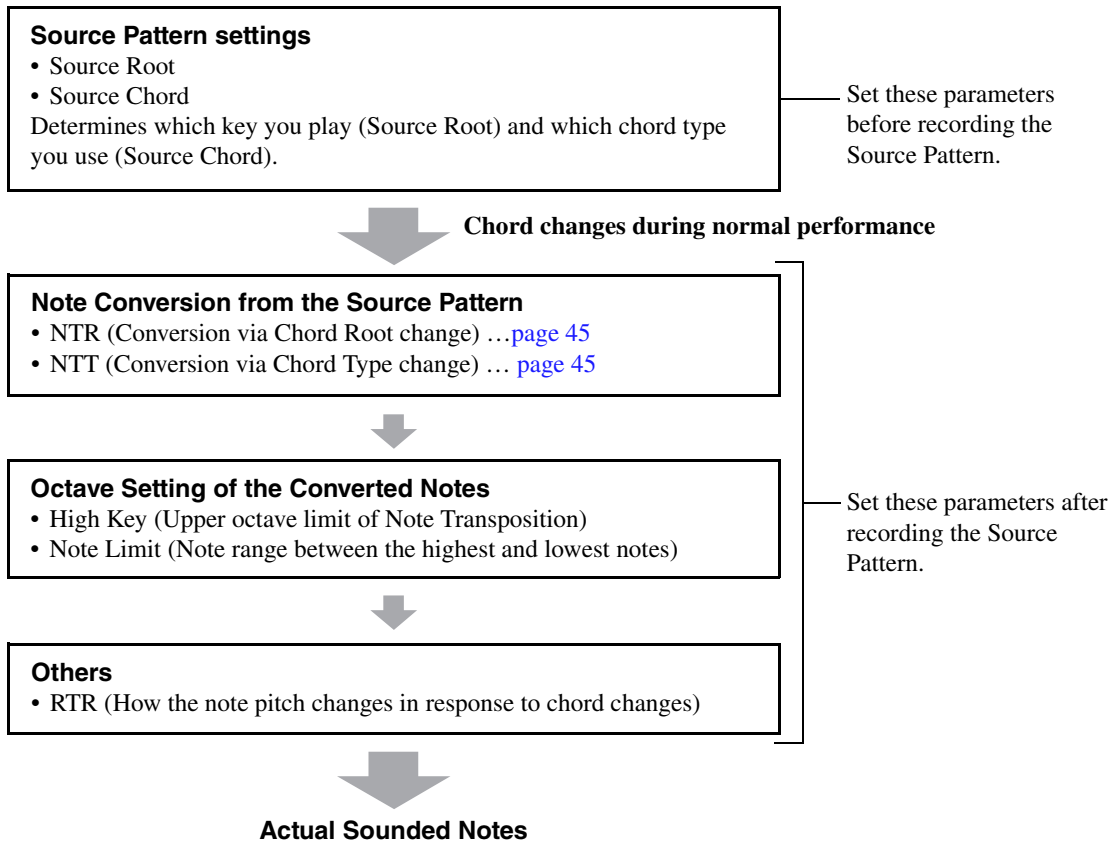 Source Pattern settings
• Source Root
• Source Chord
Determines which key you play (Source Root) and which chord type
you use (Source Chord).
Set these parameters
before recording the
Source Pattern.
Chord changes during normal performance
Note Conversion from the Source Pattern
• NTR (Conversion via Chord Root change) …page 45
• NTT (Conversion via Chord Type change) … page 45
Octave Setting of the Converted Notes
• High Key (Upper octave limit of Note Transposition)
• Note Limit (Note range between the highest and lowest notes)
Set these parameters after
recording the Source
Pattern.
Others
• RTR (How the note pitch changes in response to chord changes)
Actual Sounded Notes